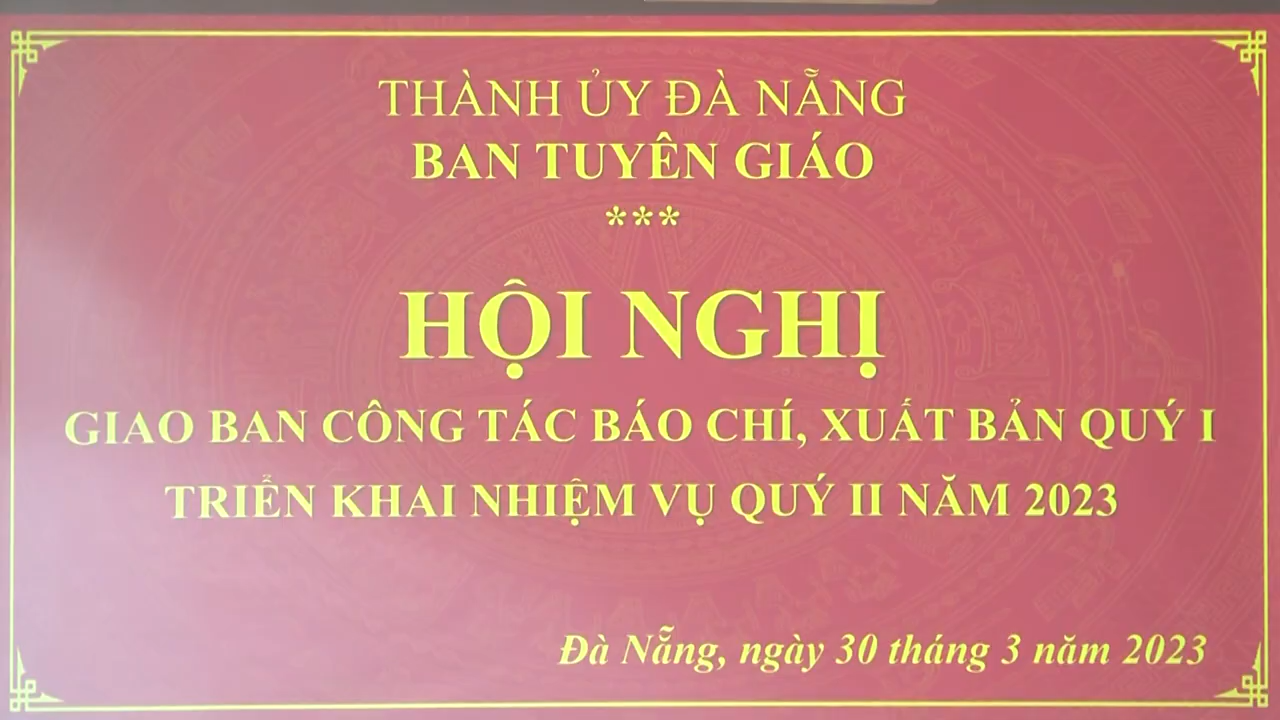 THÀNH ỦY ĐÀ NẴNG
BAN TUYÊN GIÁO
***
HỘI NGHỊ
GIAO BAN CÔNG TÁC BÁO CHÍ, XUẤT BẢN QUÝ I
TRIỂN KHAI NHIỆM VỤ QUÝ II NĂM 2023
Đà Nẵng, ngày 30 tháng 3 năm 2023